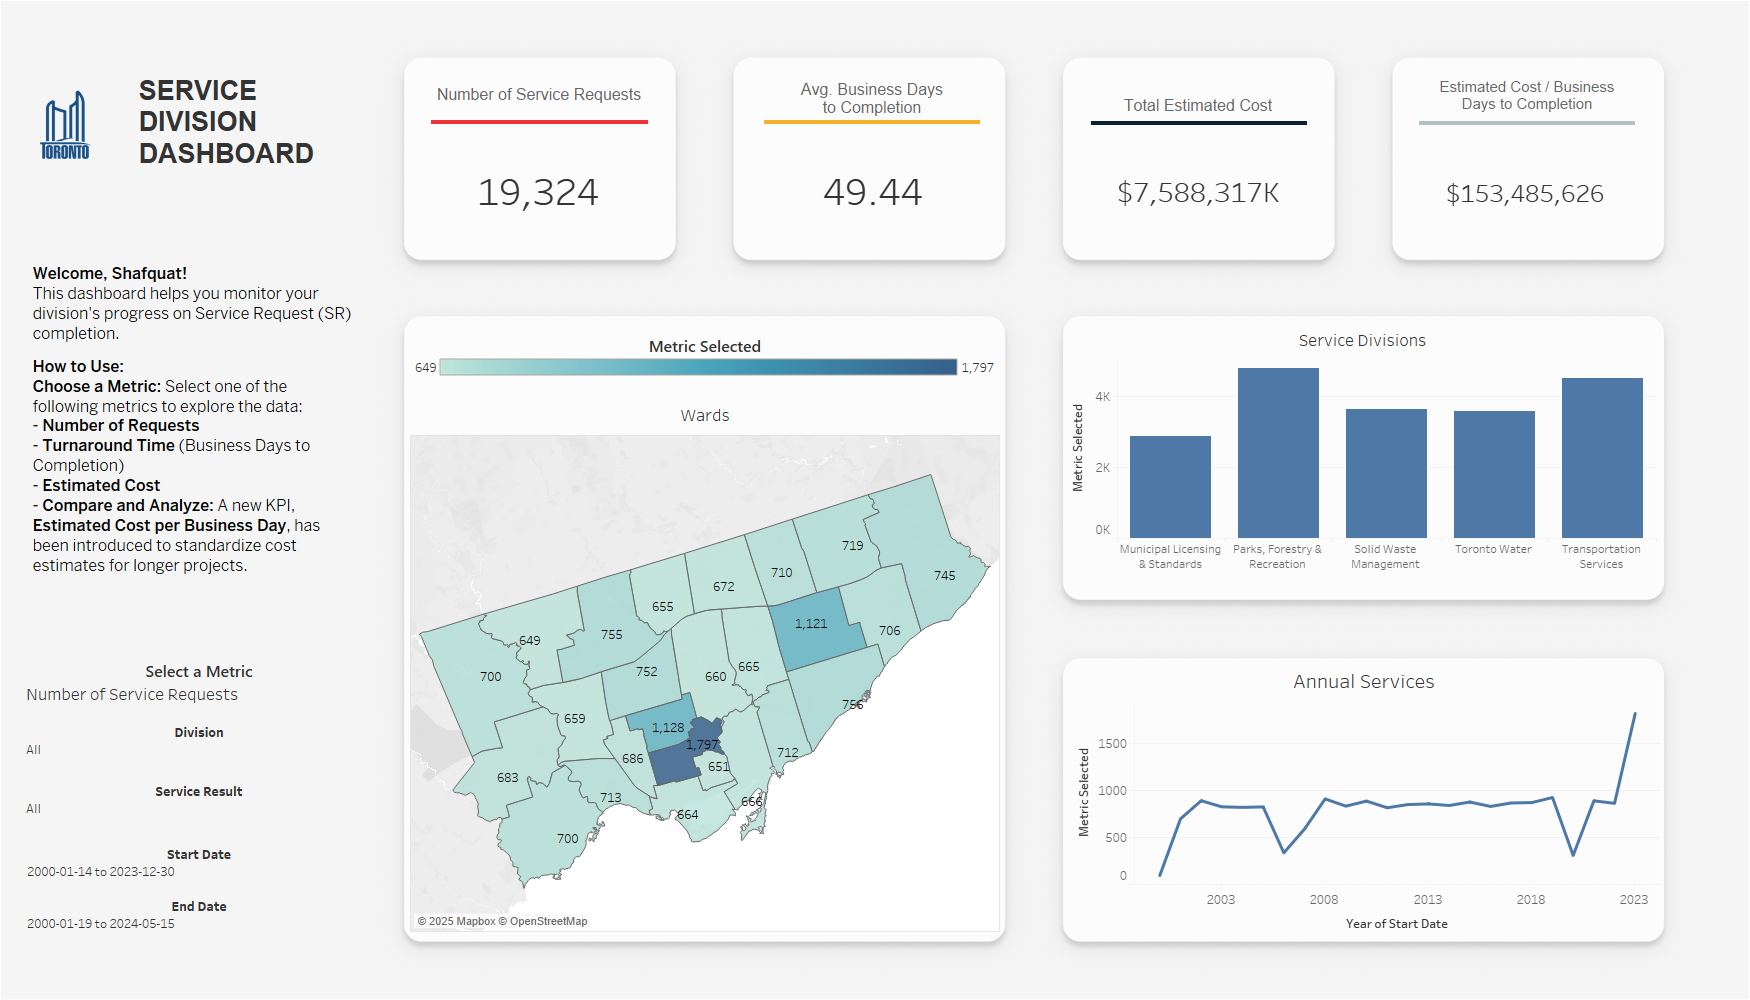 TORONTO
SERVICE
DIVISION
DASHBOARD
Welcome, Shafquat!
This dashboard helps you monitor your
division's progress on Service Request (SR)
completion.
How to Use:
Choose a Metric: Select one of the
following metrics to explore the data:
- Number of Requests
- Turnaround Time (Business Days to
Completion)
- Estimated Cost
- Compare and Analyze: A new KPI,
Estimated Cost per Business Day, has
been introduced to standardize cost
estimates for longer projects.
Select a Metric
Number of Service Requests
Division
All
Service Result
All
Start Date
2000-01-14 to 2023-12-30
End Date
2000-01-19 to 2024-05-15
Number of Service Requests
19,324
Avg. Business Days
to Completion
49.44
Total Estimated Cost
$7,588,317K
Estimated Cost / Business
Days to Completion
$153,485,626
Metric Selected
649
1,797
Wards
719
745
710
672
655
1,121
706
755
649
752
665
660
700
756
659
1,128
1,797
712
686
651
683
713
666
664
700
© 2025 Mapbox © OpenStreetMap
Service Divisions
Metric Selected
4K
2K
0K
Municipal Licensing
& Standards
Parks, Forestry &
Recreation
Solid Waste
Management
Toronto Water
Transportation
Services
Annual Services
Metric Selected
1500
1000
500
0
2003
2008
2013
2018
2023
Year of Start Date